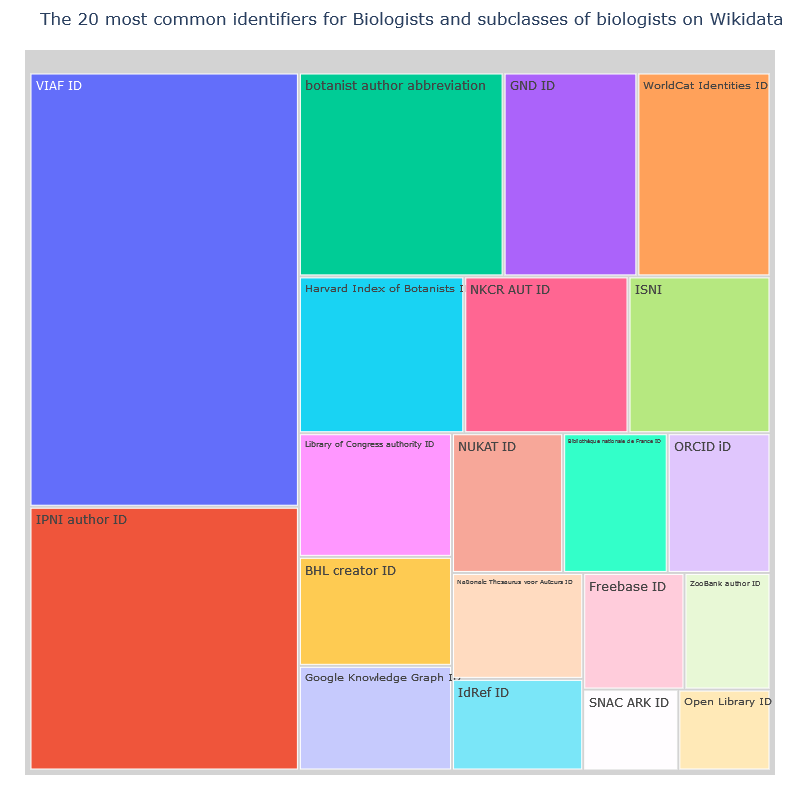 The 20 most common identifiers for Biologists and subclasses of biologists on Wikidata
VIAF ID
botanist author abbreviation
GND ID
WorldCat Identities ID
Harvard Index of Botanists I
NKCR AUT ID
ISNI
Library of Congress authority ID
NUKAT ID
Bibliothèque nationale de France ID
ORCID iD
IPNI author ID
BHL creator ID
Nationale Thesaurus voor Auteurs ID
Freebase ID
ZooBank author ID
Google Knowledge Graph ID
IdRef ID
SNAC ARK ID
Open Library ID